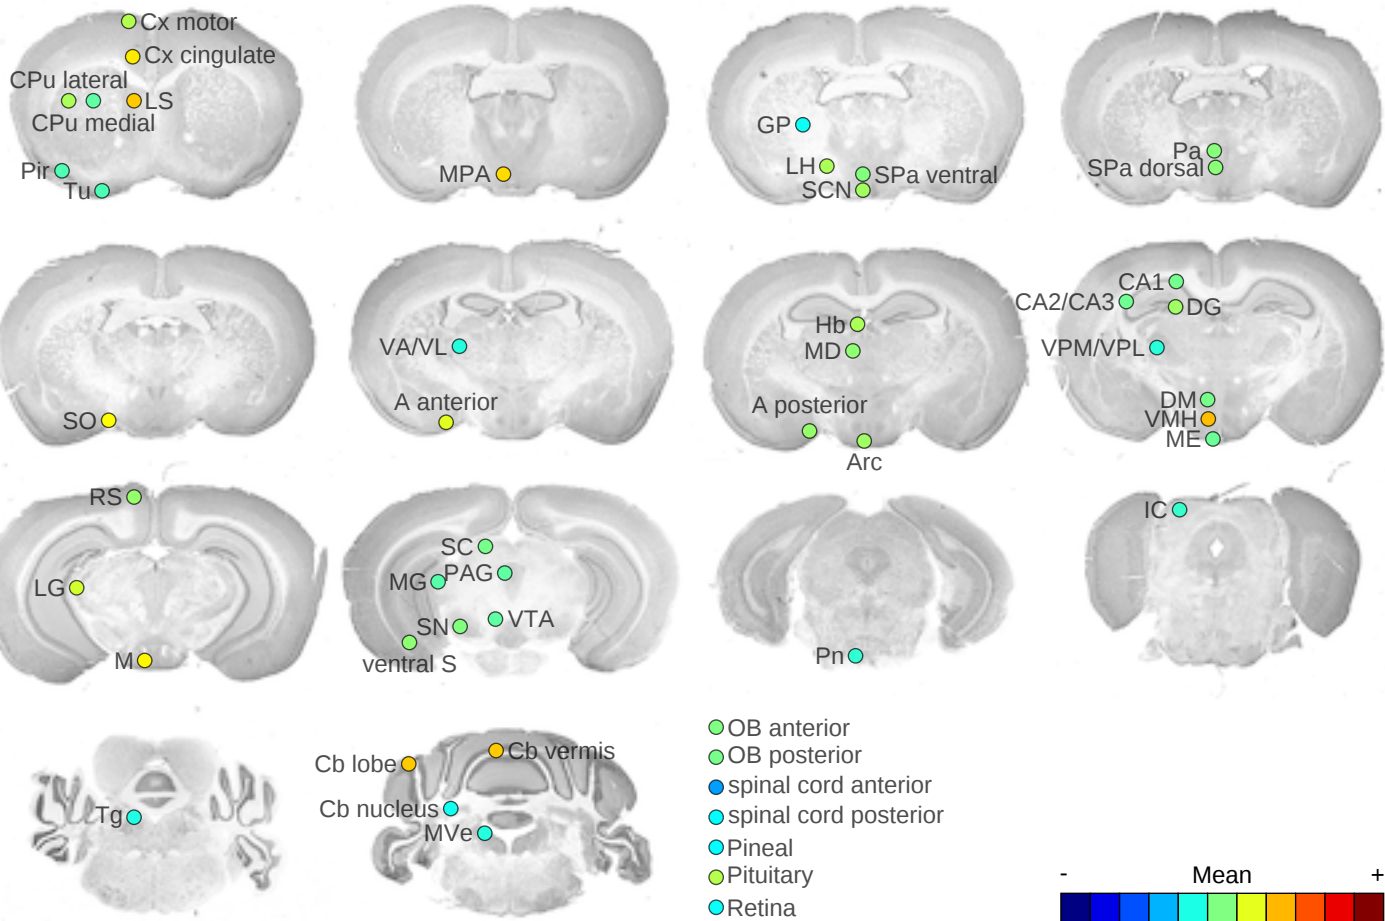 Cx motor
Cx cingulate
CPu lateral
LS
CPu medial
Pir
Tu
MPA
GP
LH
SPa ventral
SCN
Pa
SPa dorsal
SO
VA/VL
A anterior
Hb
MD
A posterior
Arc
CA1
CA2/CA3
DG
VPM/VPL
DM
VMH
ME
RS
LG
M
SC
PAG
MG
SN
VTA
ventral S
Pn
IC
Tg
Cb lobe
Cb vermis
Cb nucleus
MVe
OB anterior
OB posterior
spinal cord anterior
spinal cord posterior
Pineal
Pituitary
Retina
- Mean +